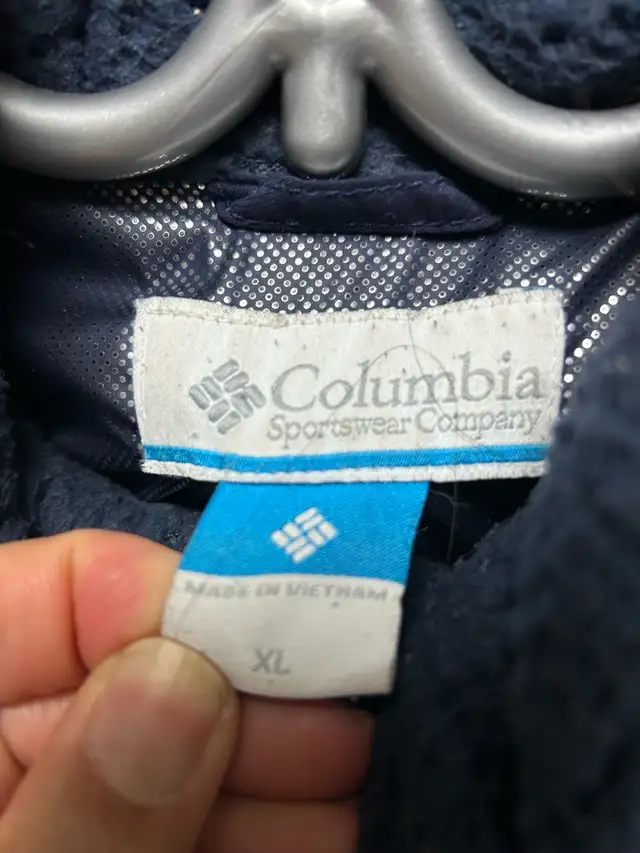 Columbia
Sportswear Company
MADE IN VIETNAM
XL